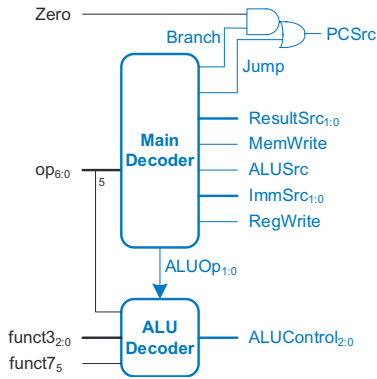 Zero
Branch
PCSrc
Jump
Main
Decoder
ResultSrc1:0
MemWrite
op6:0
5
ALUSrc
ImmSrc1:0
RegWrite
ALUOp1:0
funct32:0
ALU
Decoder
ALUControl2:0
funct75